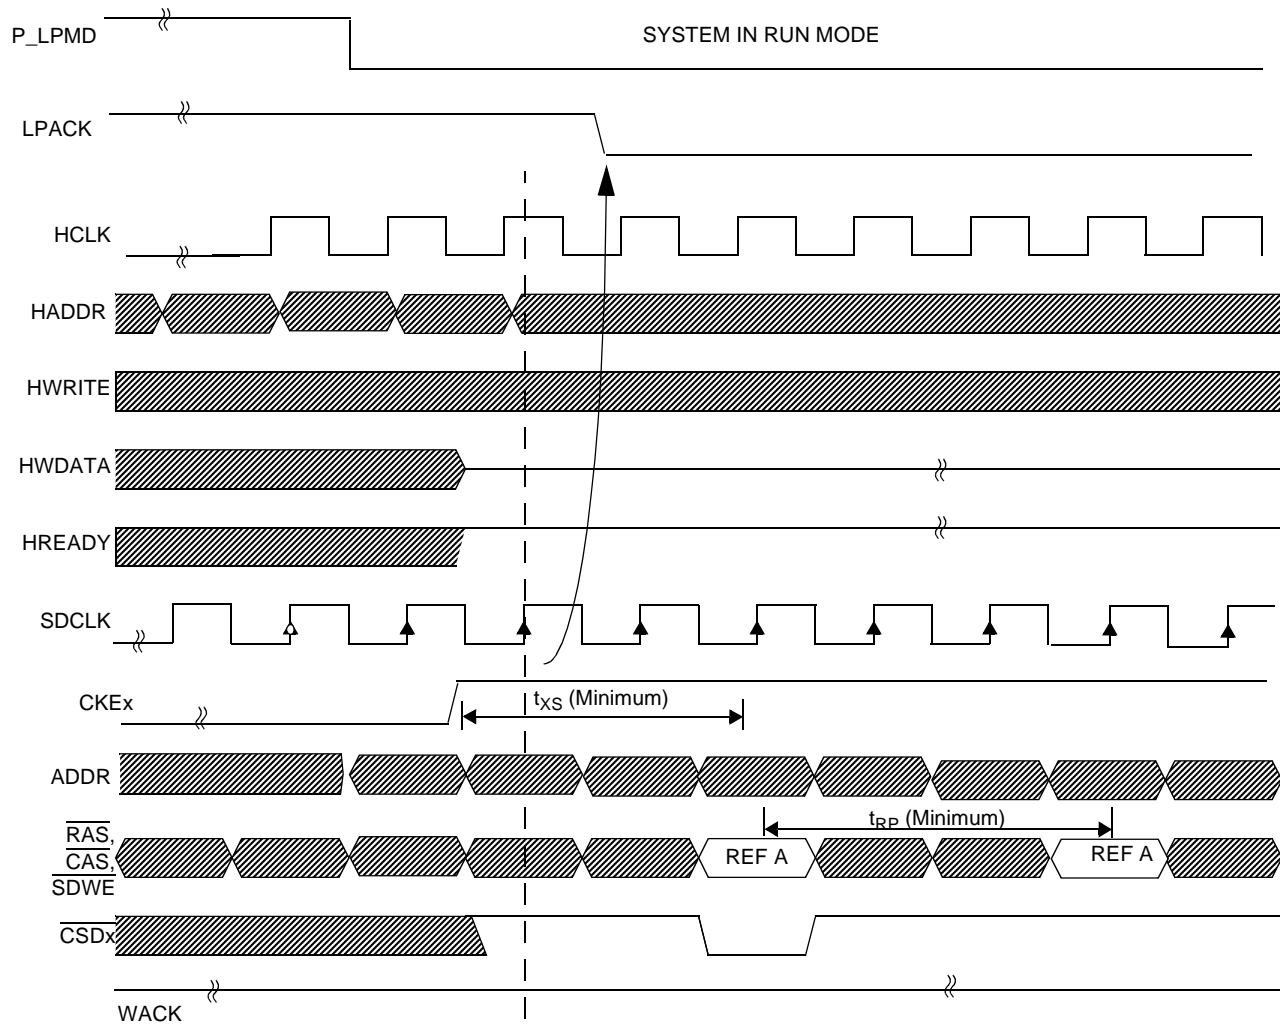 P_LPMD
SYSTEM IN RUN MODE
LPACK
HCLK
HADDR
HWRITE
HWDATA
HREADY
SDCLK
CKEx
tXS (Minimum)
ADDR
tRP (Minimum)
RAS,
CAS,
SDWE
REF A
REF A
CSDx
WACK